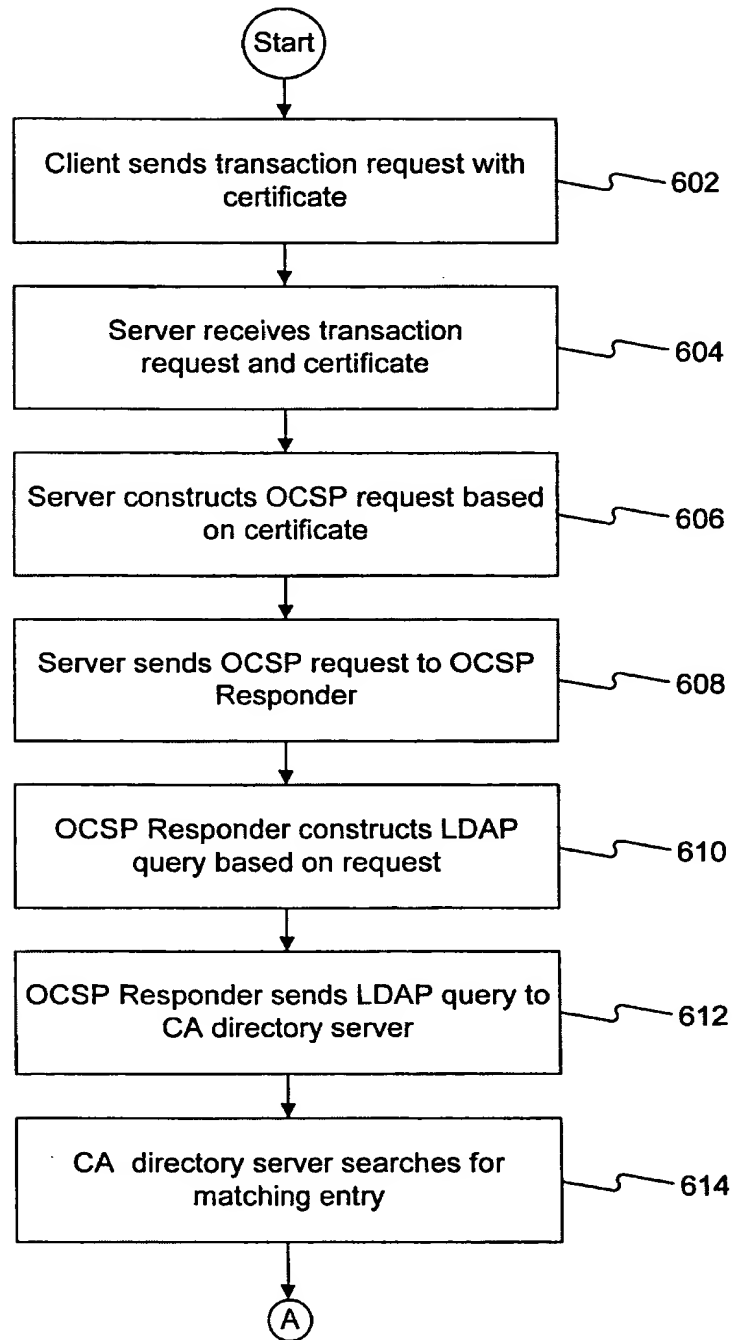 Start
Client sends transaction request with
certificate
602
Server receives transaction
request and certificate
604
Server constructs OCSP request based
on certificate
606
Server sends OCSP request to OCSP
Responder
608
OCSP Responder constructs LDAP
query based on request
610
OCSP Responder sends LDAP query to
CA directory server
612
CA directory server searches for
matching entry
614
A